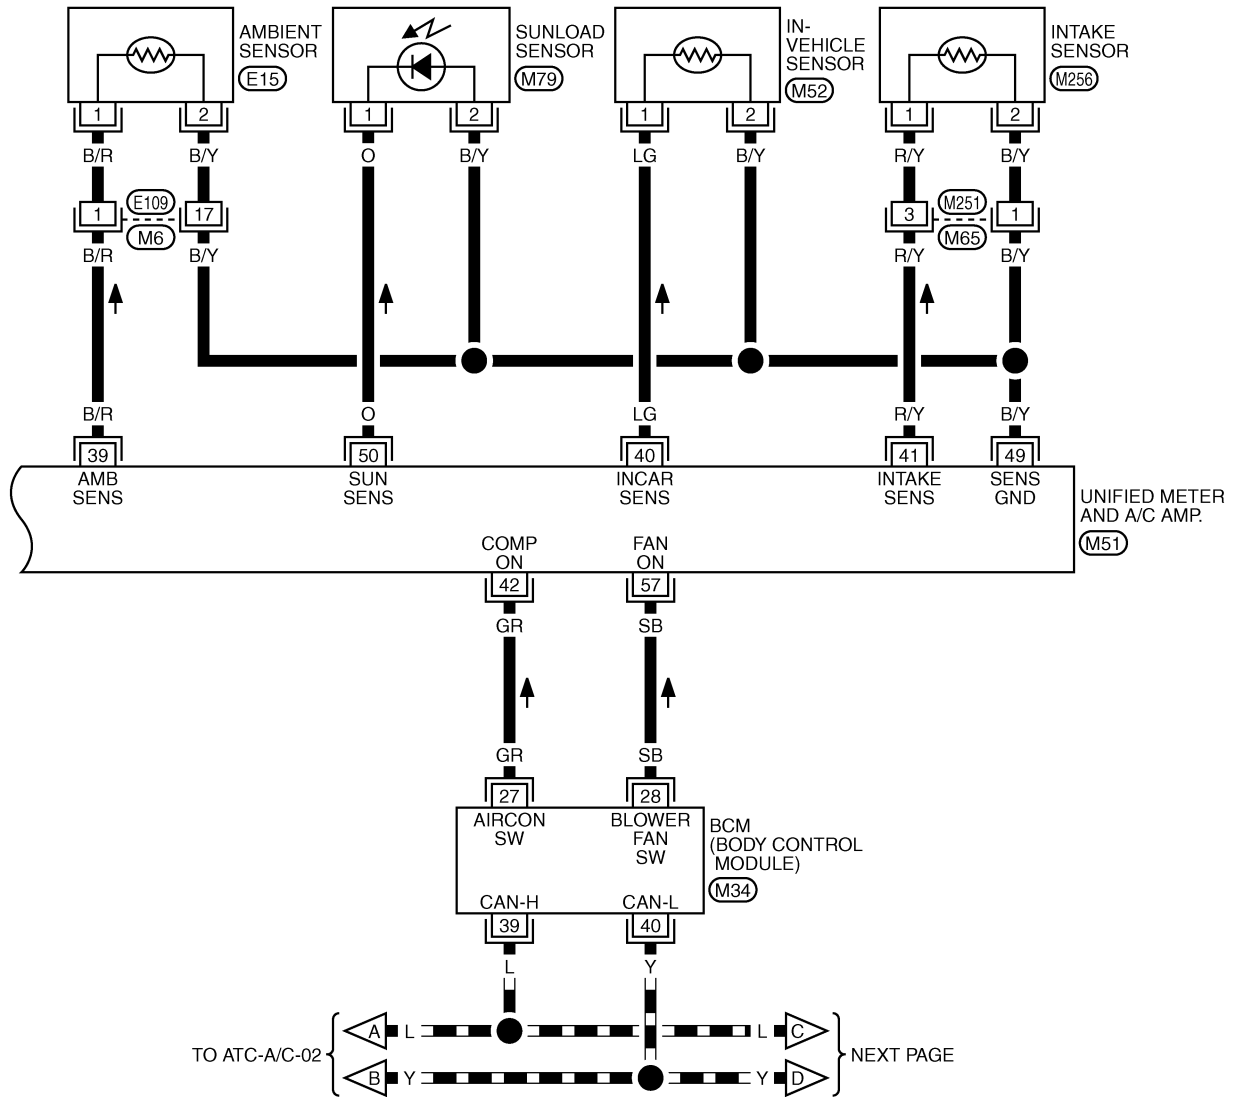 AMBIENT
SENSOR
E15
SUNLOAD
SENSOR
M79
IN-
VEHICLE
SENSOR
M52
INTAKE
SENSOR
M256
1 2 1 2 1 2 1 2
B/R B/Y O B/Y LG B/Y R/Y B/Y
1 E109 17 3 M251 1
M6 M65
B/R B/Y R/Y B/Y
B/R O LG R/Y B/Y
39 50 40 41 49
AMB
SENS
SUN
SENS
INCAR
SENS
INTAKE
SENS
SENS
GND
UNIFIED METER
AND A/C AMP.
M51
COMP
ON
FAN
ON
42 57
GR SB
GR SB
27 28
AIRCON
SW
BLOWER
FAN
SW
BCM
(BODY CONTROL
MODULE)
M34
CAN-H CAN-L
39 40
L Y
A L L C
TO ATC-A/C-02 NEXT PAGE
B Y Y D